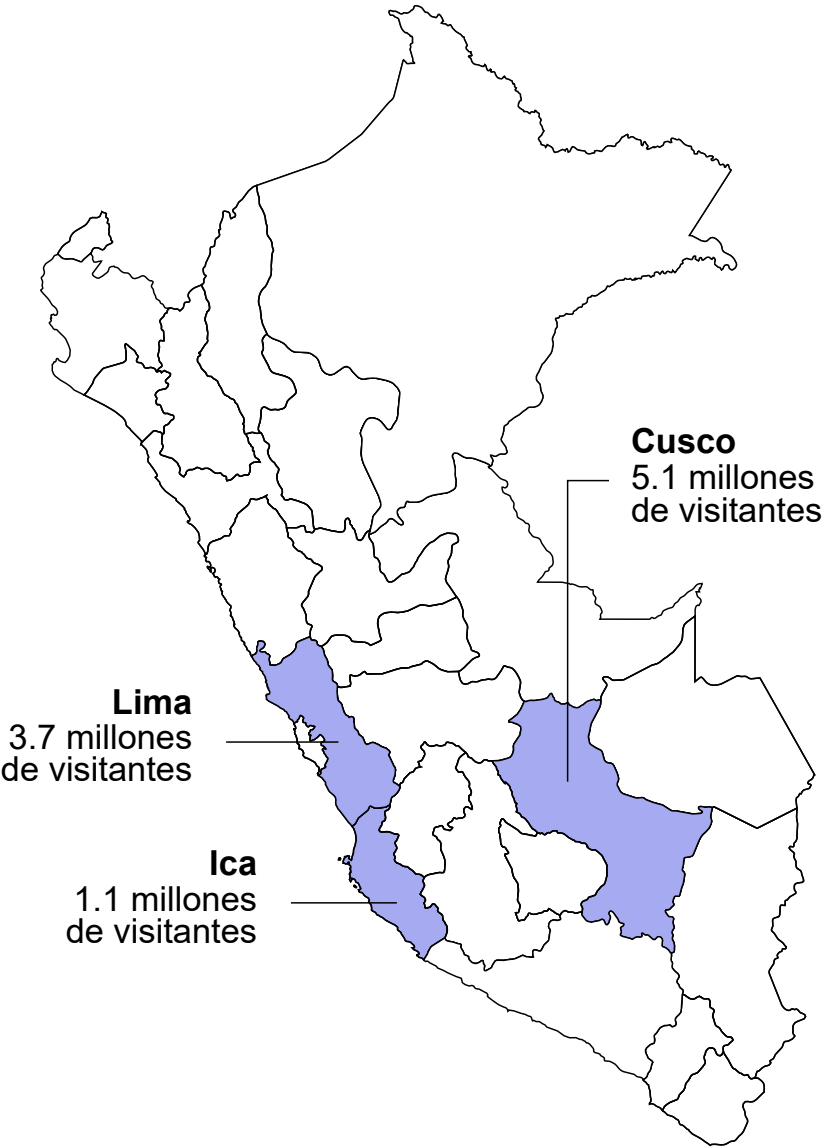 Cusco
5.1 millones
de visitantes
Lima
3.7 millones
de visitantes
Ica
1.1 millones
de visitantes